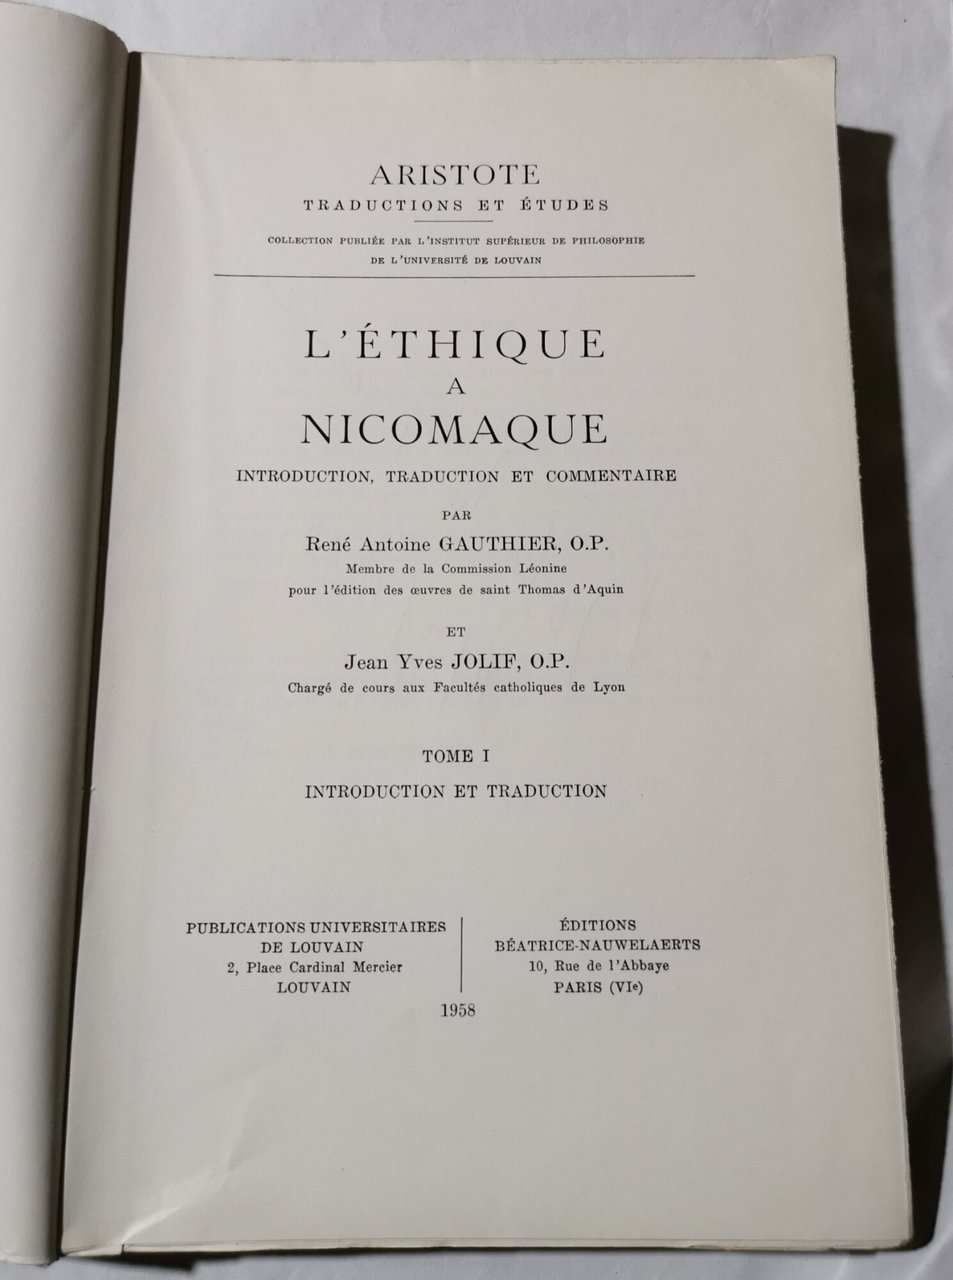 ARISTOTE
TRADUCTIONS ET ÉTUDES
COLLECTION PUBLIÉE PAR L'INSTITUT SUPÉRIEUR DE PHILOSOPHIE
DE L'UNIVERSITÉ DE LOUVAIN
L'ÉTHIQUE
A
NICOMAQUE
INTRODUCTION, TRADUCTION ET COMMENTAIRE
PAR
René Antoine GAUTHIER, O.P.
Membre de la Commission Léonine
pour l'édition des œuvres de saint Thomas d'Aquin
ET
Jean Yves JOLIF, O.P.
Chargé de cours aux Facultés catholiques de Lyon
TOME I
INTRODUCTION ET TRADUCTION
PUBLICATIONS UNIVERSITAIRES
DE LOUVAIN
2, Place Cardinal Mercier
LOUVAIN
ÉDITIONS
BÉATRICE-NAUWELAERTS
10, Rue de l'Abbaye
PARIS (VIe)
1958